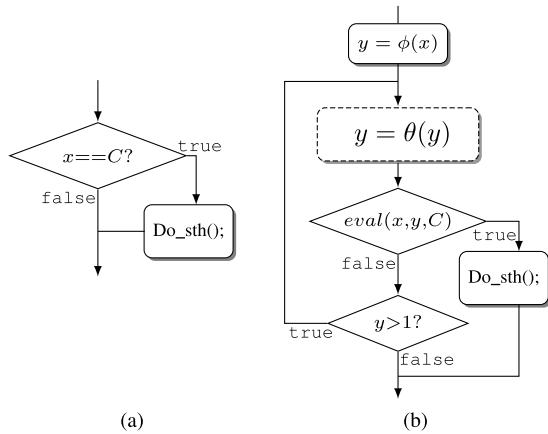 x==C?
true
false
Do_sth();
(a)
y = ϕ(x)
y = θ(y)
eval(x,y,C)
true
false
Do_sth();
y>1?
true
false
(b)